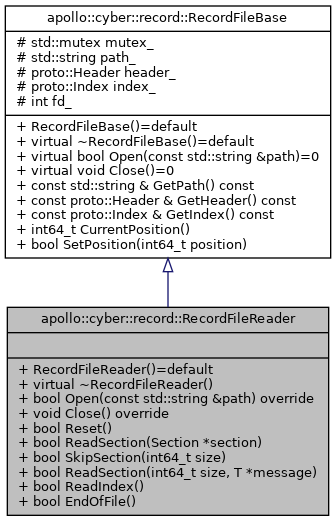 apollo::cyber::record::RecordFileBase
# std::mutex mutex_
# std::string path_
# proto::Header header_
# proto::Index index_
# int fd_
+ RecordFileBase()=default
+ virtual ~RecordFileBase()=default
+ virtual bool Open(const std::string &path)=0
+ virtual void Close()=0
+ const std::string & GetPath() const
+ const proto::Header & GetHeader() const
+ const proto::Index & GetIndex() const
+ int64_t CurrentPosition()
+ bool SetPosition(int64_t position)
apollo::cyber::record::RecordFileReader
+ RecordFileReader()=default
+ virtual ~RecordFileReader()
+ bool Open(const std::string &path) override
+ void Close() override
+ bool Reset()
+ bool ReadSection(Section *section)
+ bool SkipSection(int64_t size)
+ bool ReadSection(int64_t size, T *message)
+ bool ReadIndex()
+ bool EndOfFile()